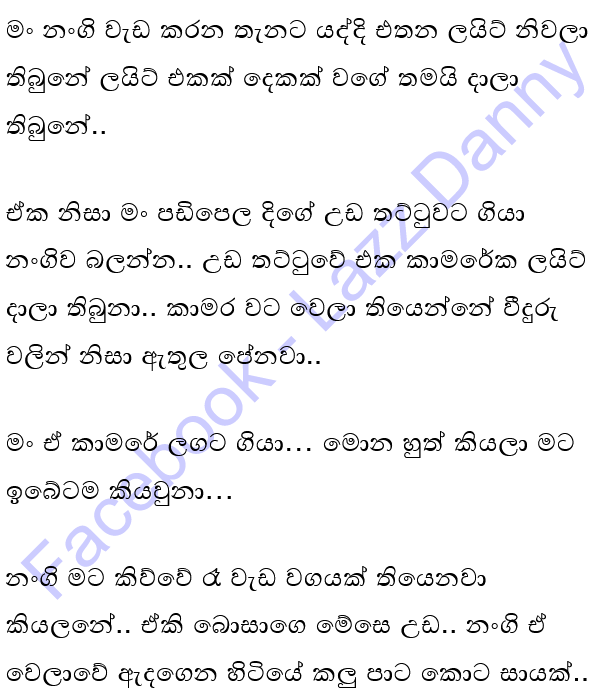 මං නංගි වැඩ කරන තැනට යද්දි එතන ලයිට් නිවලා
තිබුනේ ලයිට් එකක් දෙකක් වගේ තමයි දාලා
තිබුනේ..
ඒක නිසා මං පඩිපෙල දිගේ උඩ තට්ටුවට ගියා
නංගිව බලන්න.. උඩ තට්ටුවේ එක කාමරේක ලයිට්
දාලා තිබුනා.. කාමර වට වෙලා තියෙන්නේ වීදුරු
වලින් නිසා ඇතුල පේනවා..
මං ඒ කාමරේ ලගට ගියා... මොන හුත් කියලා මට
ඉබේටම කියවුනා...
නංගි මට කිව්වේ රෑ වැඩ වගයක් තියෙනවා
කියලනේ.. ඒකි බොසාගෙ මේසෙ උඩ.. නංගි ඒ
වෙලාවේ ඇදගෙන හිටියේ කලු පාට කොට සායක්..
Facebook - Lazz Danny